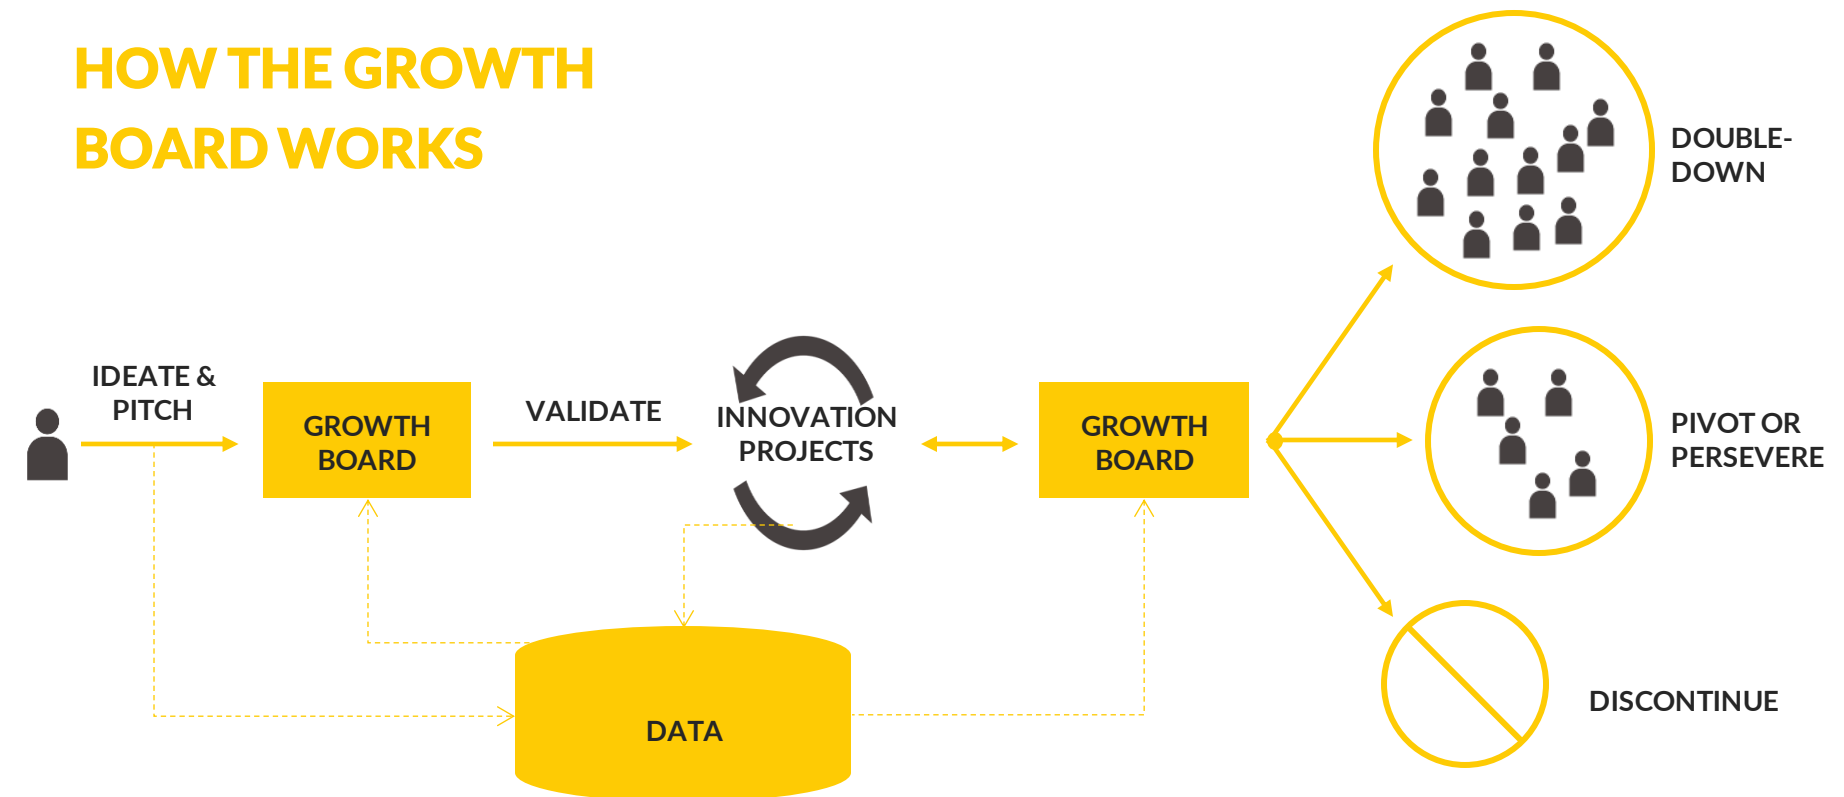 HOW THE GROWTH
BOARD WORKS
IDEATE &
PITCH
GROWTH
BOARD
VALIDATE
INNOVATION
PROJECTS
GROWTH
BOARD
DOUBLE-
DOWN
PIVOT OR
PERSEVERE
DISCONTINUE
DATA